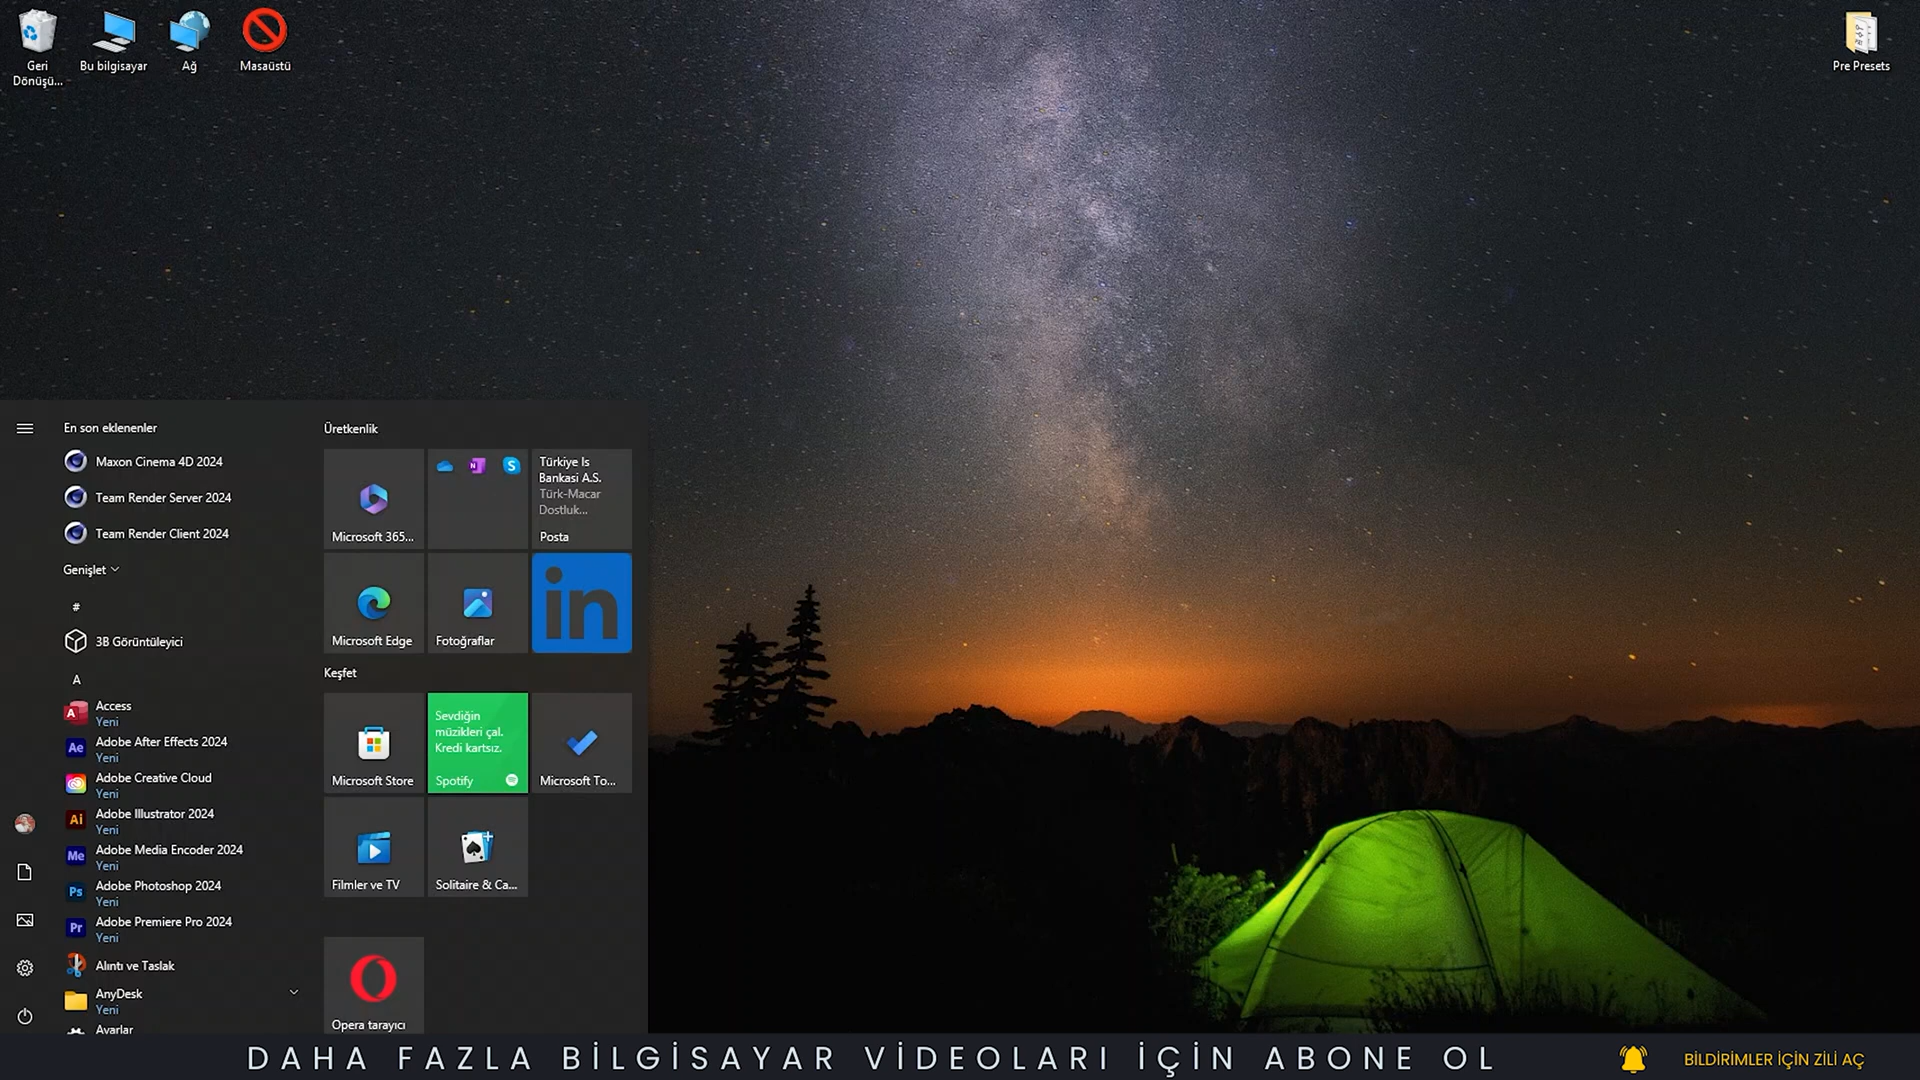 Geri
Dönüşü...
Bu bilgisayar
Ağ
Masaüstü
Pre Presets
En son eklenenler
Maxon Cinema 4D 2024
Team Render Server 2024
Team Render Client 2024
Genişlet
#
3B Görüntüleyici
A
Access
Yeni
Adobe After Effects 2024
Yeni
Adobe Creative Cloud
Yeni
Adobe Illustrator 2024
Yeni
Adobe Media Encoder 2024
Yeni
Adobe Photoshop 2024
Yeni
Adobe Premiere Pro 2024
Yeni
Alıntı ve Taslak
AnyDesk
Yeni
Ayarlar
Üretkenlik
Microsoft 365...
Türkiye Is
Bankasi A.S.
Türk-Macar
Dostluk...
Posta
Microsoft Edge
Fotoğraflar
in
Keşfet
Microsoft Store
Sevdiğin
müzikleri çal.
Kredi kartsız.
Spotify
Microsoft To...
Filmler ve TV
Solitaire & Ca...
Opera tarayıcı
DAHA FAZLA BİLGİSAYAR VİDEOLARI İÇİN ABONE OL
BİLDİRİMLER İÇİN ZİLİ AÇ